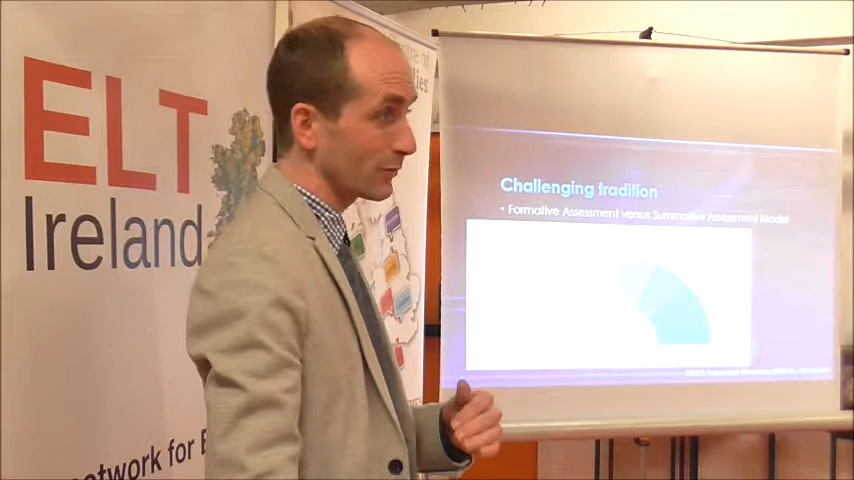 ELT
Ireland
network for E
Challenging tradition
• Formative Assessment versus Summative Assessment Model